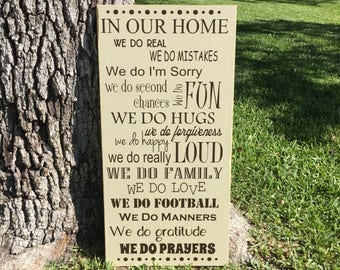 IN OUR HOME
WE DO REAL
WE DO MISTAKES
We do I'm Sorry
we do second
chances
We Do
FUN
WE DO HUGS
we do forgiveness
we do happy
we do really LOUD
WE DO FAMILY
WE DO LOVE
WE DO FOOTBALL
WE DO MANNERS
We do gratitude
WE DO PRAYERS